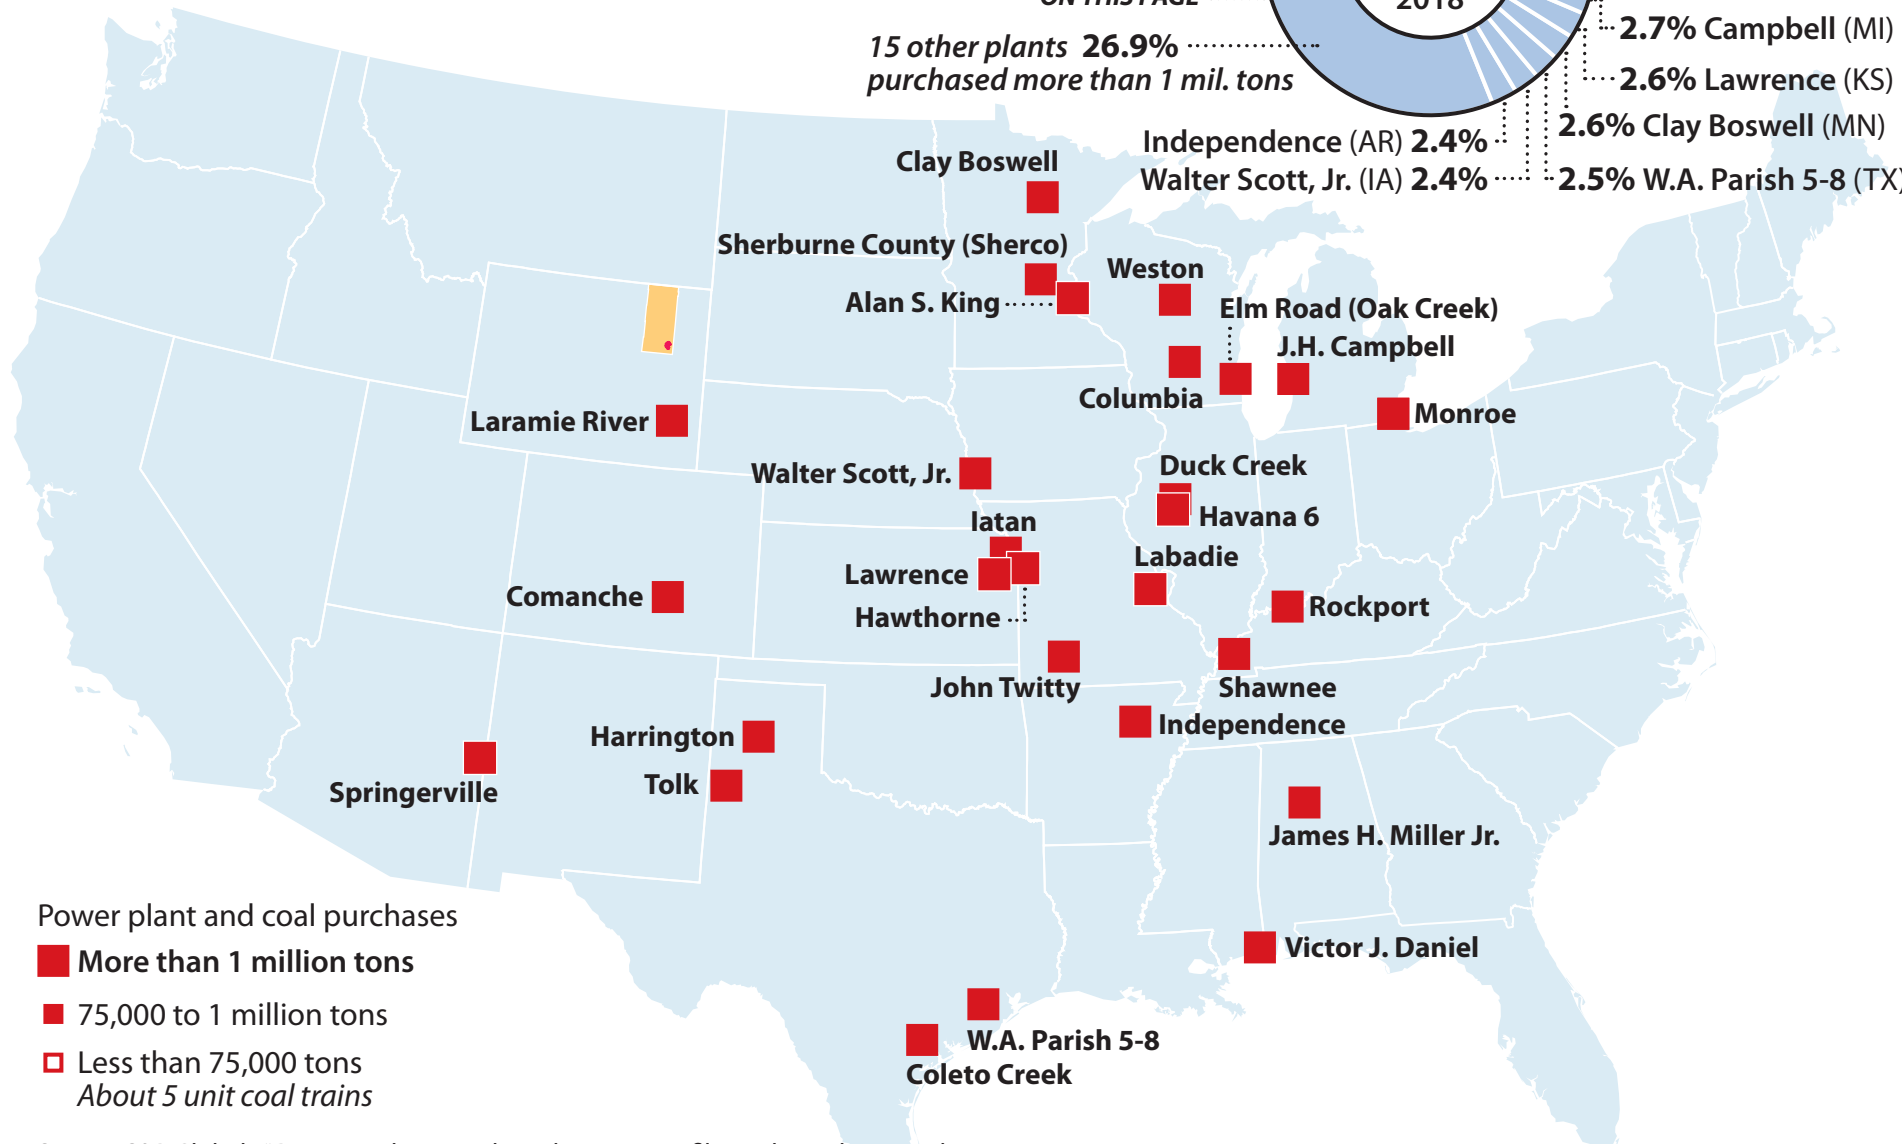 ON THIS PAGE
2018
15 other plants 26.9%
purchased more than 1 mil. tons
2.7% Campbell (MI)
2.6% Lawrence (KS)
2.6% Clay Boswell (MN)
2.5% W.A. Parish 5-8 (TX)
Independence (AR) 2.4%
Walter Scott, Jr. (IA) 2.4%
Clay Boswell
Sherburne County (Sherco)
Alan S. King
Weston
Elm Road (Oak Creek)
J.H. Campbell
Columbia
Monroe
Laramie River
Walter Scott, Jr.
Duck Creek
Havana 6
Iatan
Lawrence
Hawthorne
Labadie
Comanche
Rockport
John Twitty
Shawnee
Independence
Harrington
Tolk
Springerville
James H. Miller Jr.
Victor J. Daniel
W.A. Parish 5-8
Coleto Creek
Power plant and coal purchases
More than 1 million tons
75,000 to 1 million tons
Less than 75,000 tons
About 5 unit coal trains